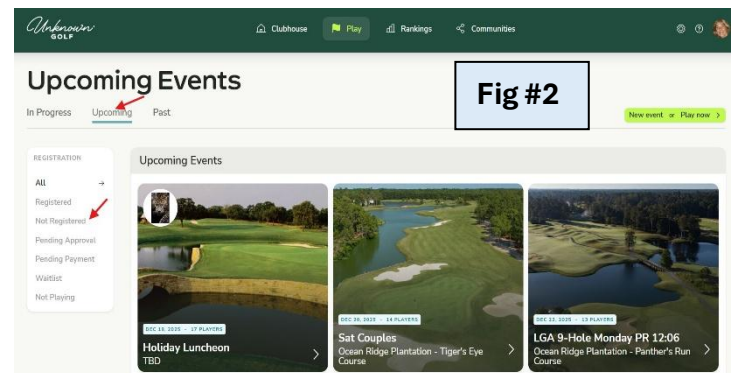 Unknown
GOLF
Clubhouse Play Rankings Communities
Upcoming Events
Fig #2
In Progress Upcoming Past
New event or Play now >
REGISTRATION
Upcoming Events
All →
Registered
Not Registered
Pending Approval
Pending Payment
Waitlist
Not Playing
DEC 18, 2025 - 17 PLAYERS
Holiday Luncheon
TBD
DEC 20, 2025 - 14 PLAYERS
Sat Couples
Ocean Ridge Plantation - Tiger's Eye
Course
DEC 22, 2025 - 13 PLAYERS
LGA 9-Hole Monday PR 12:06
Ocean Ridge Plantation - Panther's Run
Course